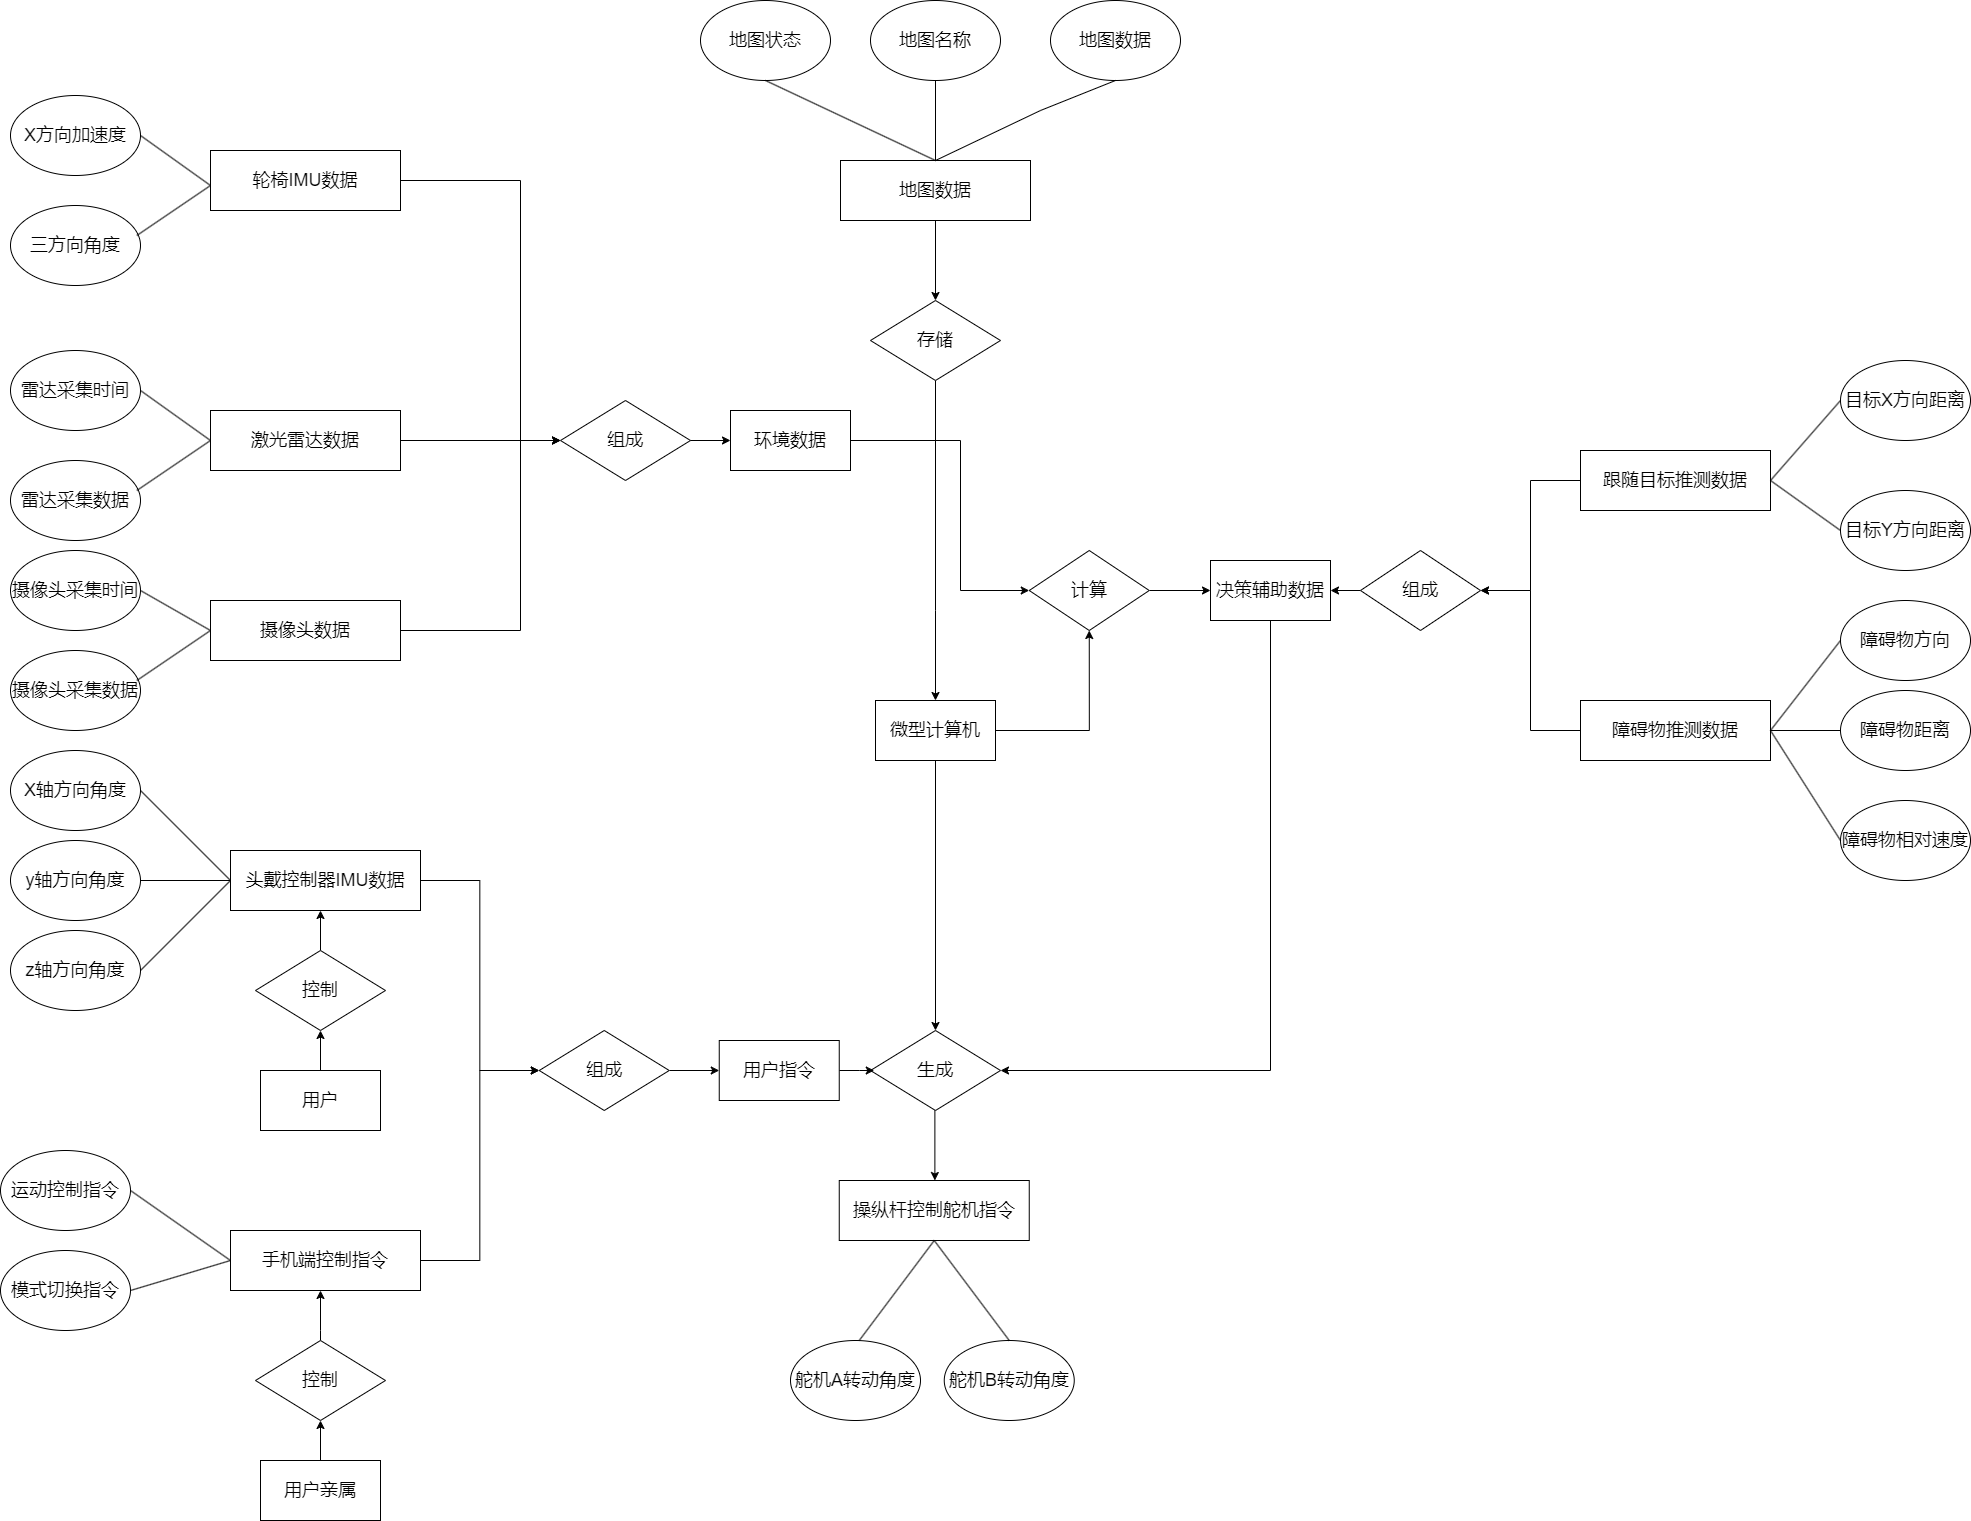 地图状态
地图名称
地图数据
X方向加速度
轮椅IMU数据
地图数据
三方向角度
存储
雷达采集时间
激光雷达数据
组成
环境数据
雷达采集数据
目标X方向距离
跟随目标推测数据
目标Y方向距离
摄像头采集时间
摄像头数据
摄像头采集数据
计算
决策辅助数据
组成
障碍物方向
微型计算机
障碍物推测数据
障碍物距离
障碍物相对速度
X轴方向角度
y轴方向角度
头戴控制器IMU数据
z轴方向角度
控制
用户
组成
用户指令
生成
运动控制指令
操纵杆控制舵机指令
手机端控制指令
模式切换指令
控制
舵机A转动角度
舵机B转动角度
用户亲属